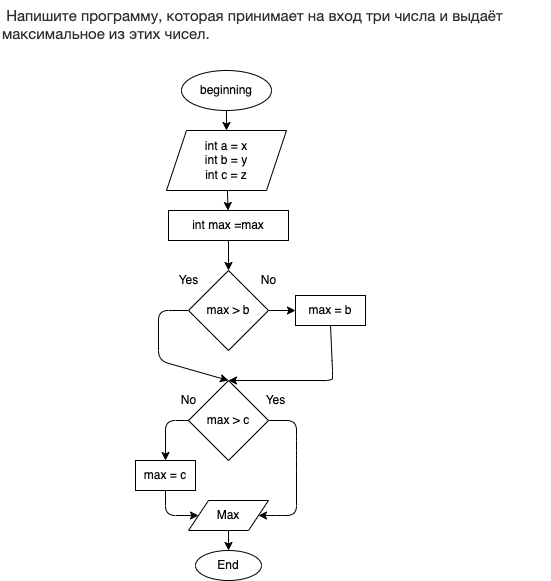 Напишите программу, которая принимает на вход три числа и выдаёт
максимальное из этих чисел.
beginning
int a = x
int b = y
int c = z
int max =max
Yes
No
max > b
max = b
No
Yes
max > c
max = c
Max
End